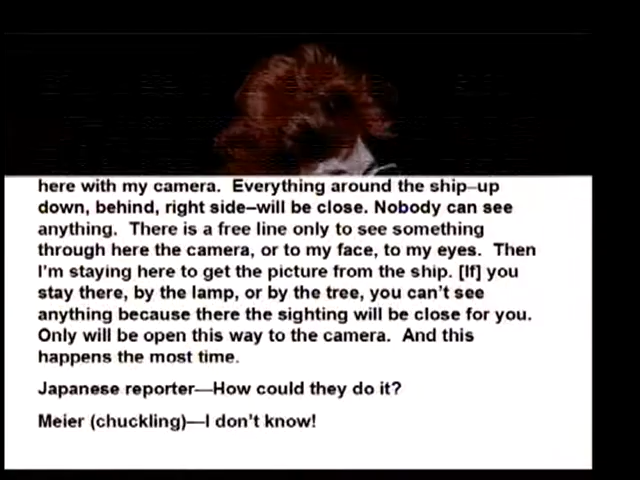 here with my camera.  Everything around the ship–up
down, behind, right side–will be close. Nobody can see
anything.  There is a free line only to see something
through here the camera, or to my face, to my eyes.  Then
I'm staying here to get the picture from the ship. [If] you
stay there, by the lamp, or by the tree, you can't see
anything because there the sighting will be close for you.
Only will be open this way to the camera.  And this
happens the most time.
Japanese reporter—How could they do it?
Meier (chuckling)—I don't know!